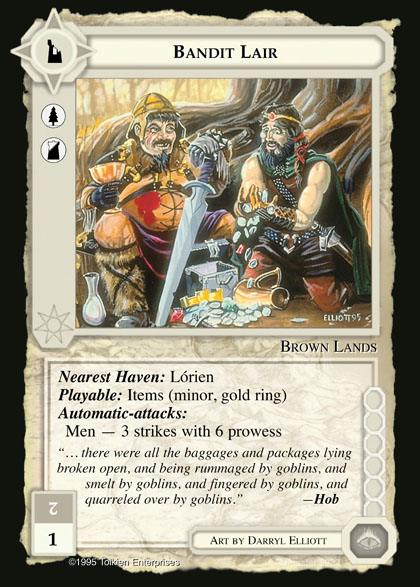 BANDIT LAIR
ELLIOTT95
BROWN LANDS
Nearest Haven: Lórien
Playable: Items (minor, gold ring)
Automatic-attacks:
Men — 3 strikes with 6 prowess
“… there were all the baggages and packages lying
broken open, and being rummaged by goblins, and
smelt by goblins, and fingered by goblins, and
quarreled over by goblins.” —Hob
2
1
ART BY DARRYL ELLIOTT
©1995 Tolkien Enterprises